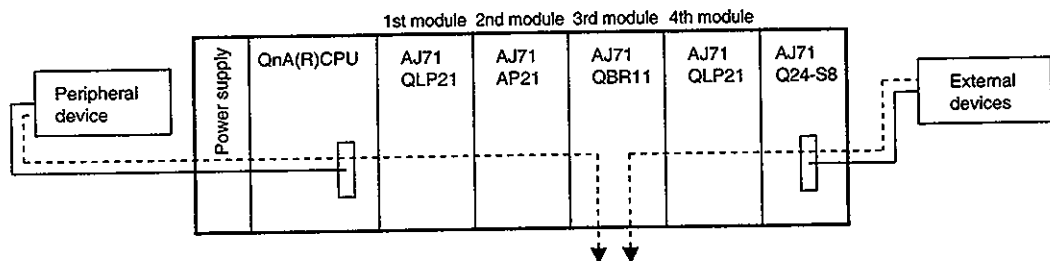 1st module 2nd module 3rd module 4th module
Power supply
QnA(R)CPU
AJ71
QLP21
AJ71
AP21
AJ71
QBR11
AJ71
QLP21
AJ71
Q24-S8
Peripheral
device
External
devices